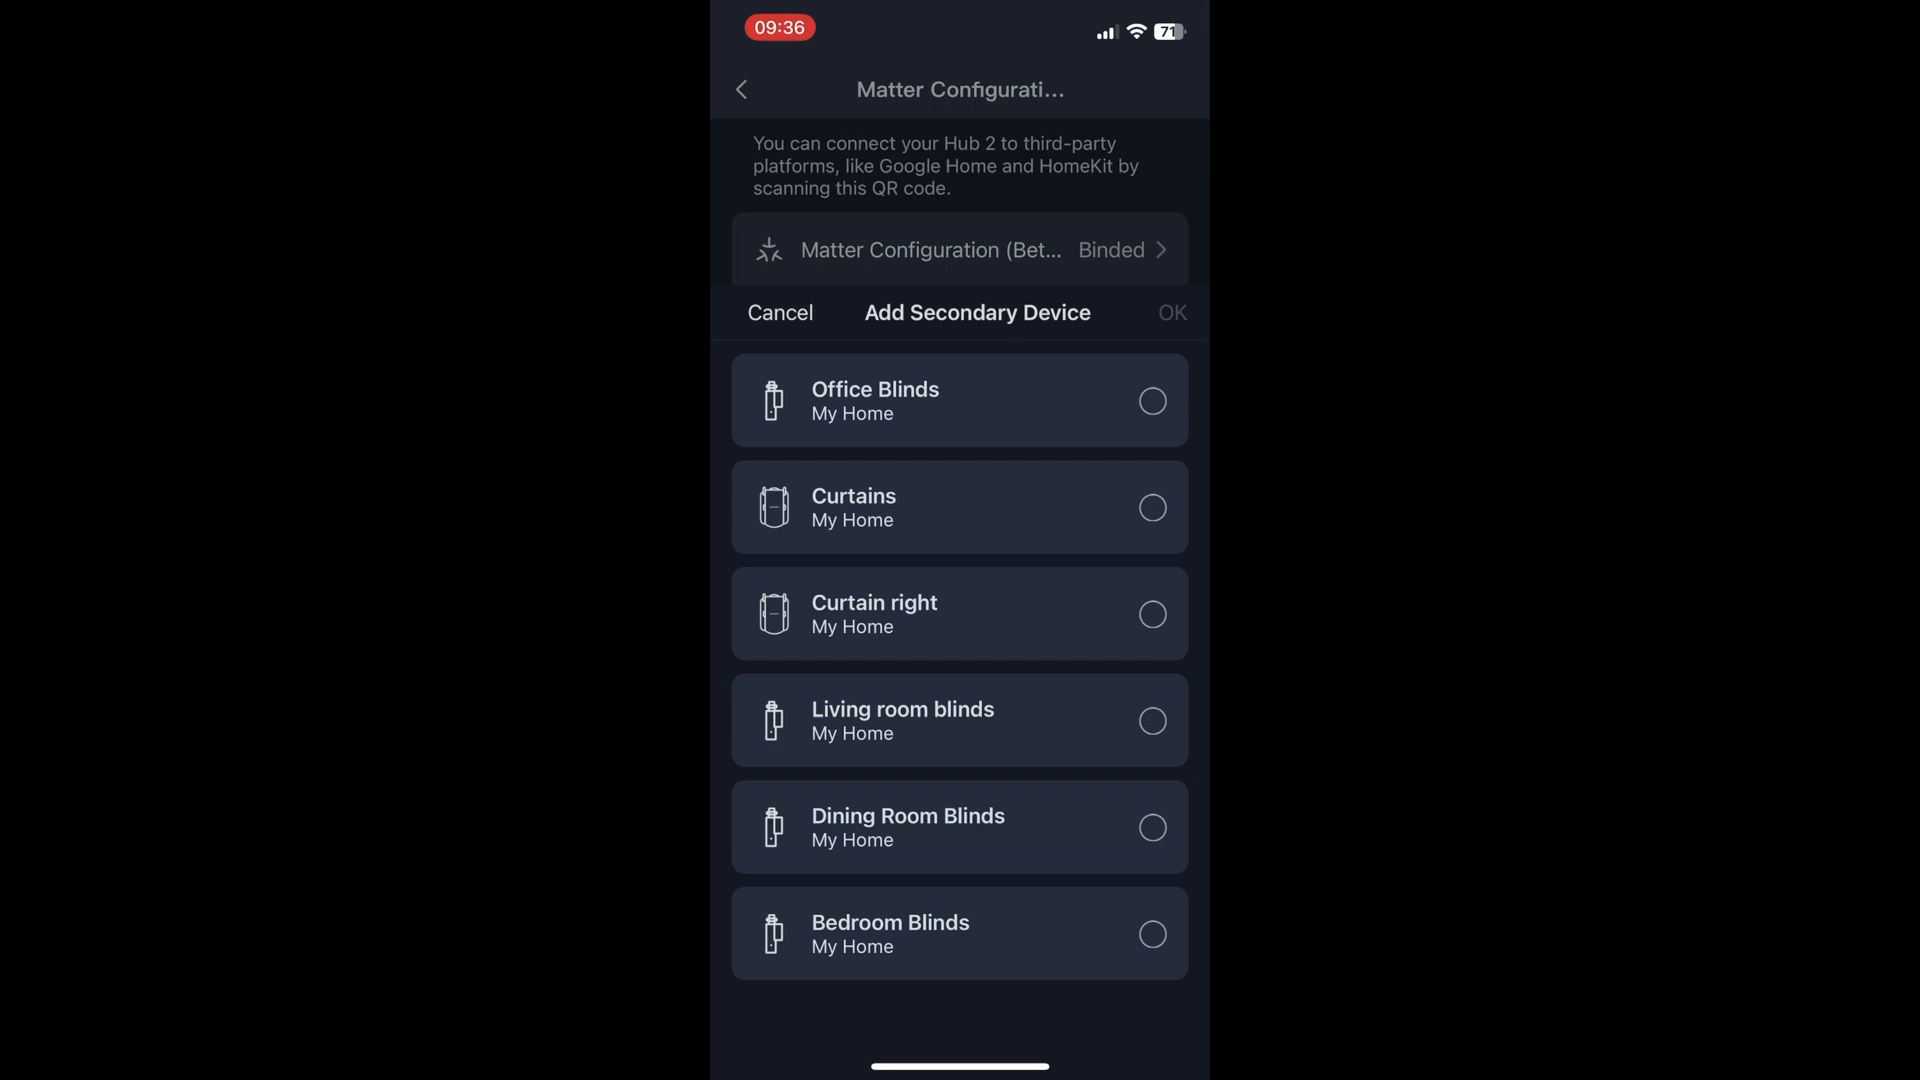 09:36
71
Matter Configurati...
You can connect your Hub 2 to third-party
platforms, like Google Home and HomeKit by
scanning this QR code.
Matter Configuration (Bet... Binded
Cancel Add Secondary Device OK
Office Blinds
My Home
Curtains
My Home
Curtain right
My Home
Living room blinds
My Home
Dining Room Blinds
My Home
Bedroom Blinds
My Home